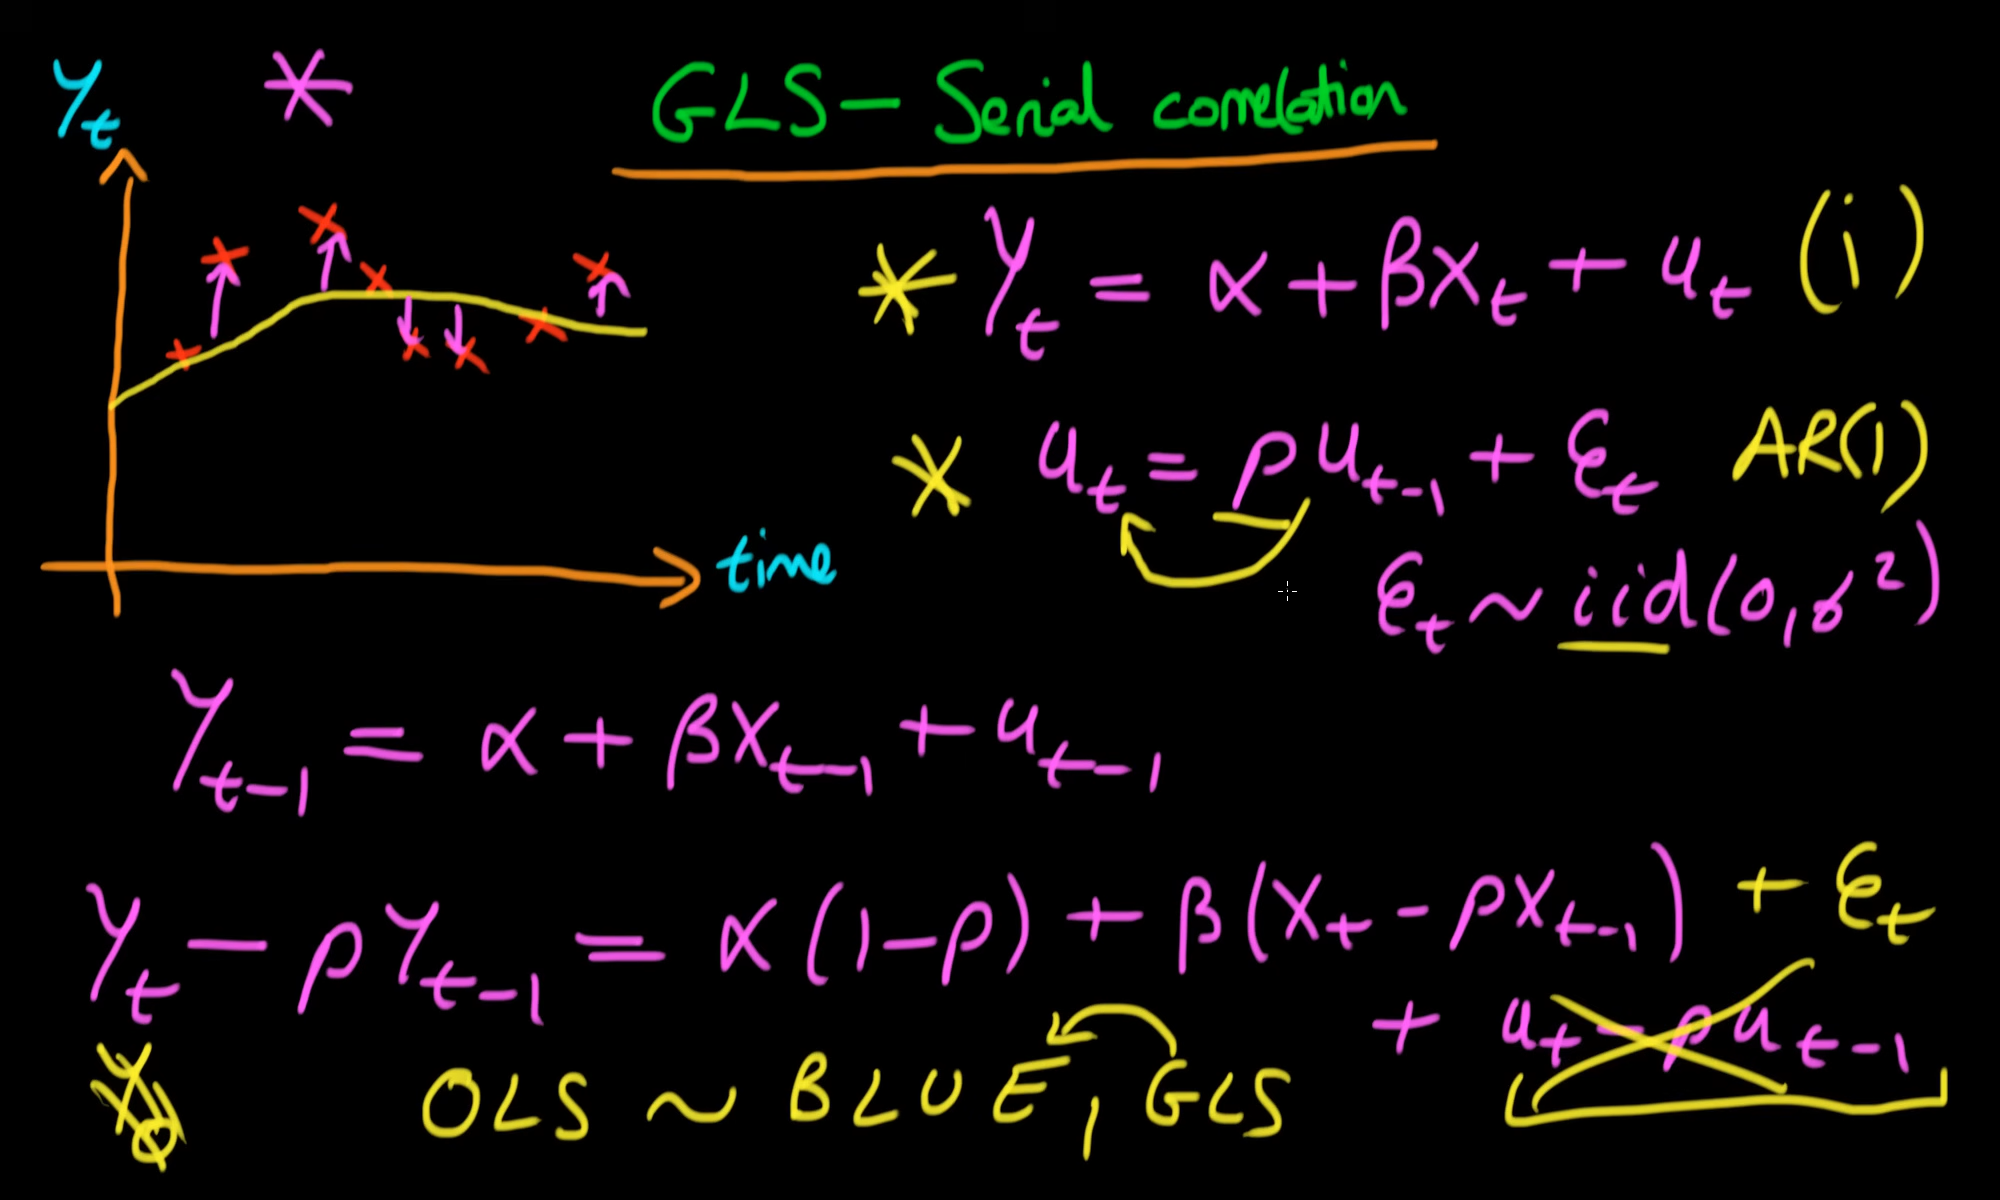 Yt
GLS – Serial correlation
* Yt = α + βXt + ut (i)
* ut = ρut-1 + εt AR(1)
time
εt ~ iid(0, σ²)
Yt-1 = α + βXt-1 + ut-1
Yt - ρYt-1 = α(1-ρ) + β(Xt - ρXt-1) + εt
+ ut - ρut-1
OLS ~ BLUE, GLS